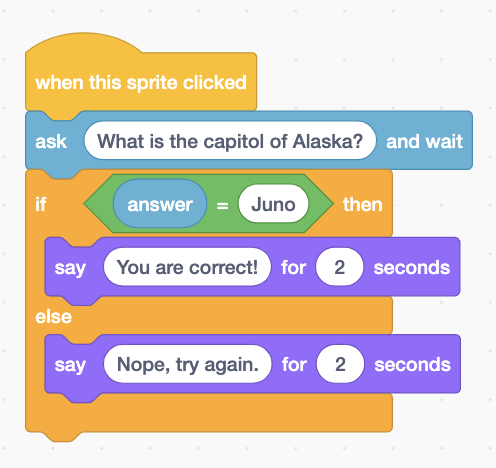 when this sprite clicked
ask What is the capitol of Alaska? and wait
if answer = Juno then
say You are correct! for 2 seconds
else
say Nope, try again. for 2 seconds